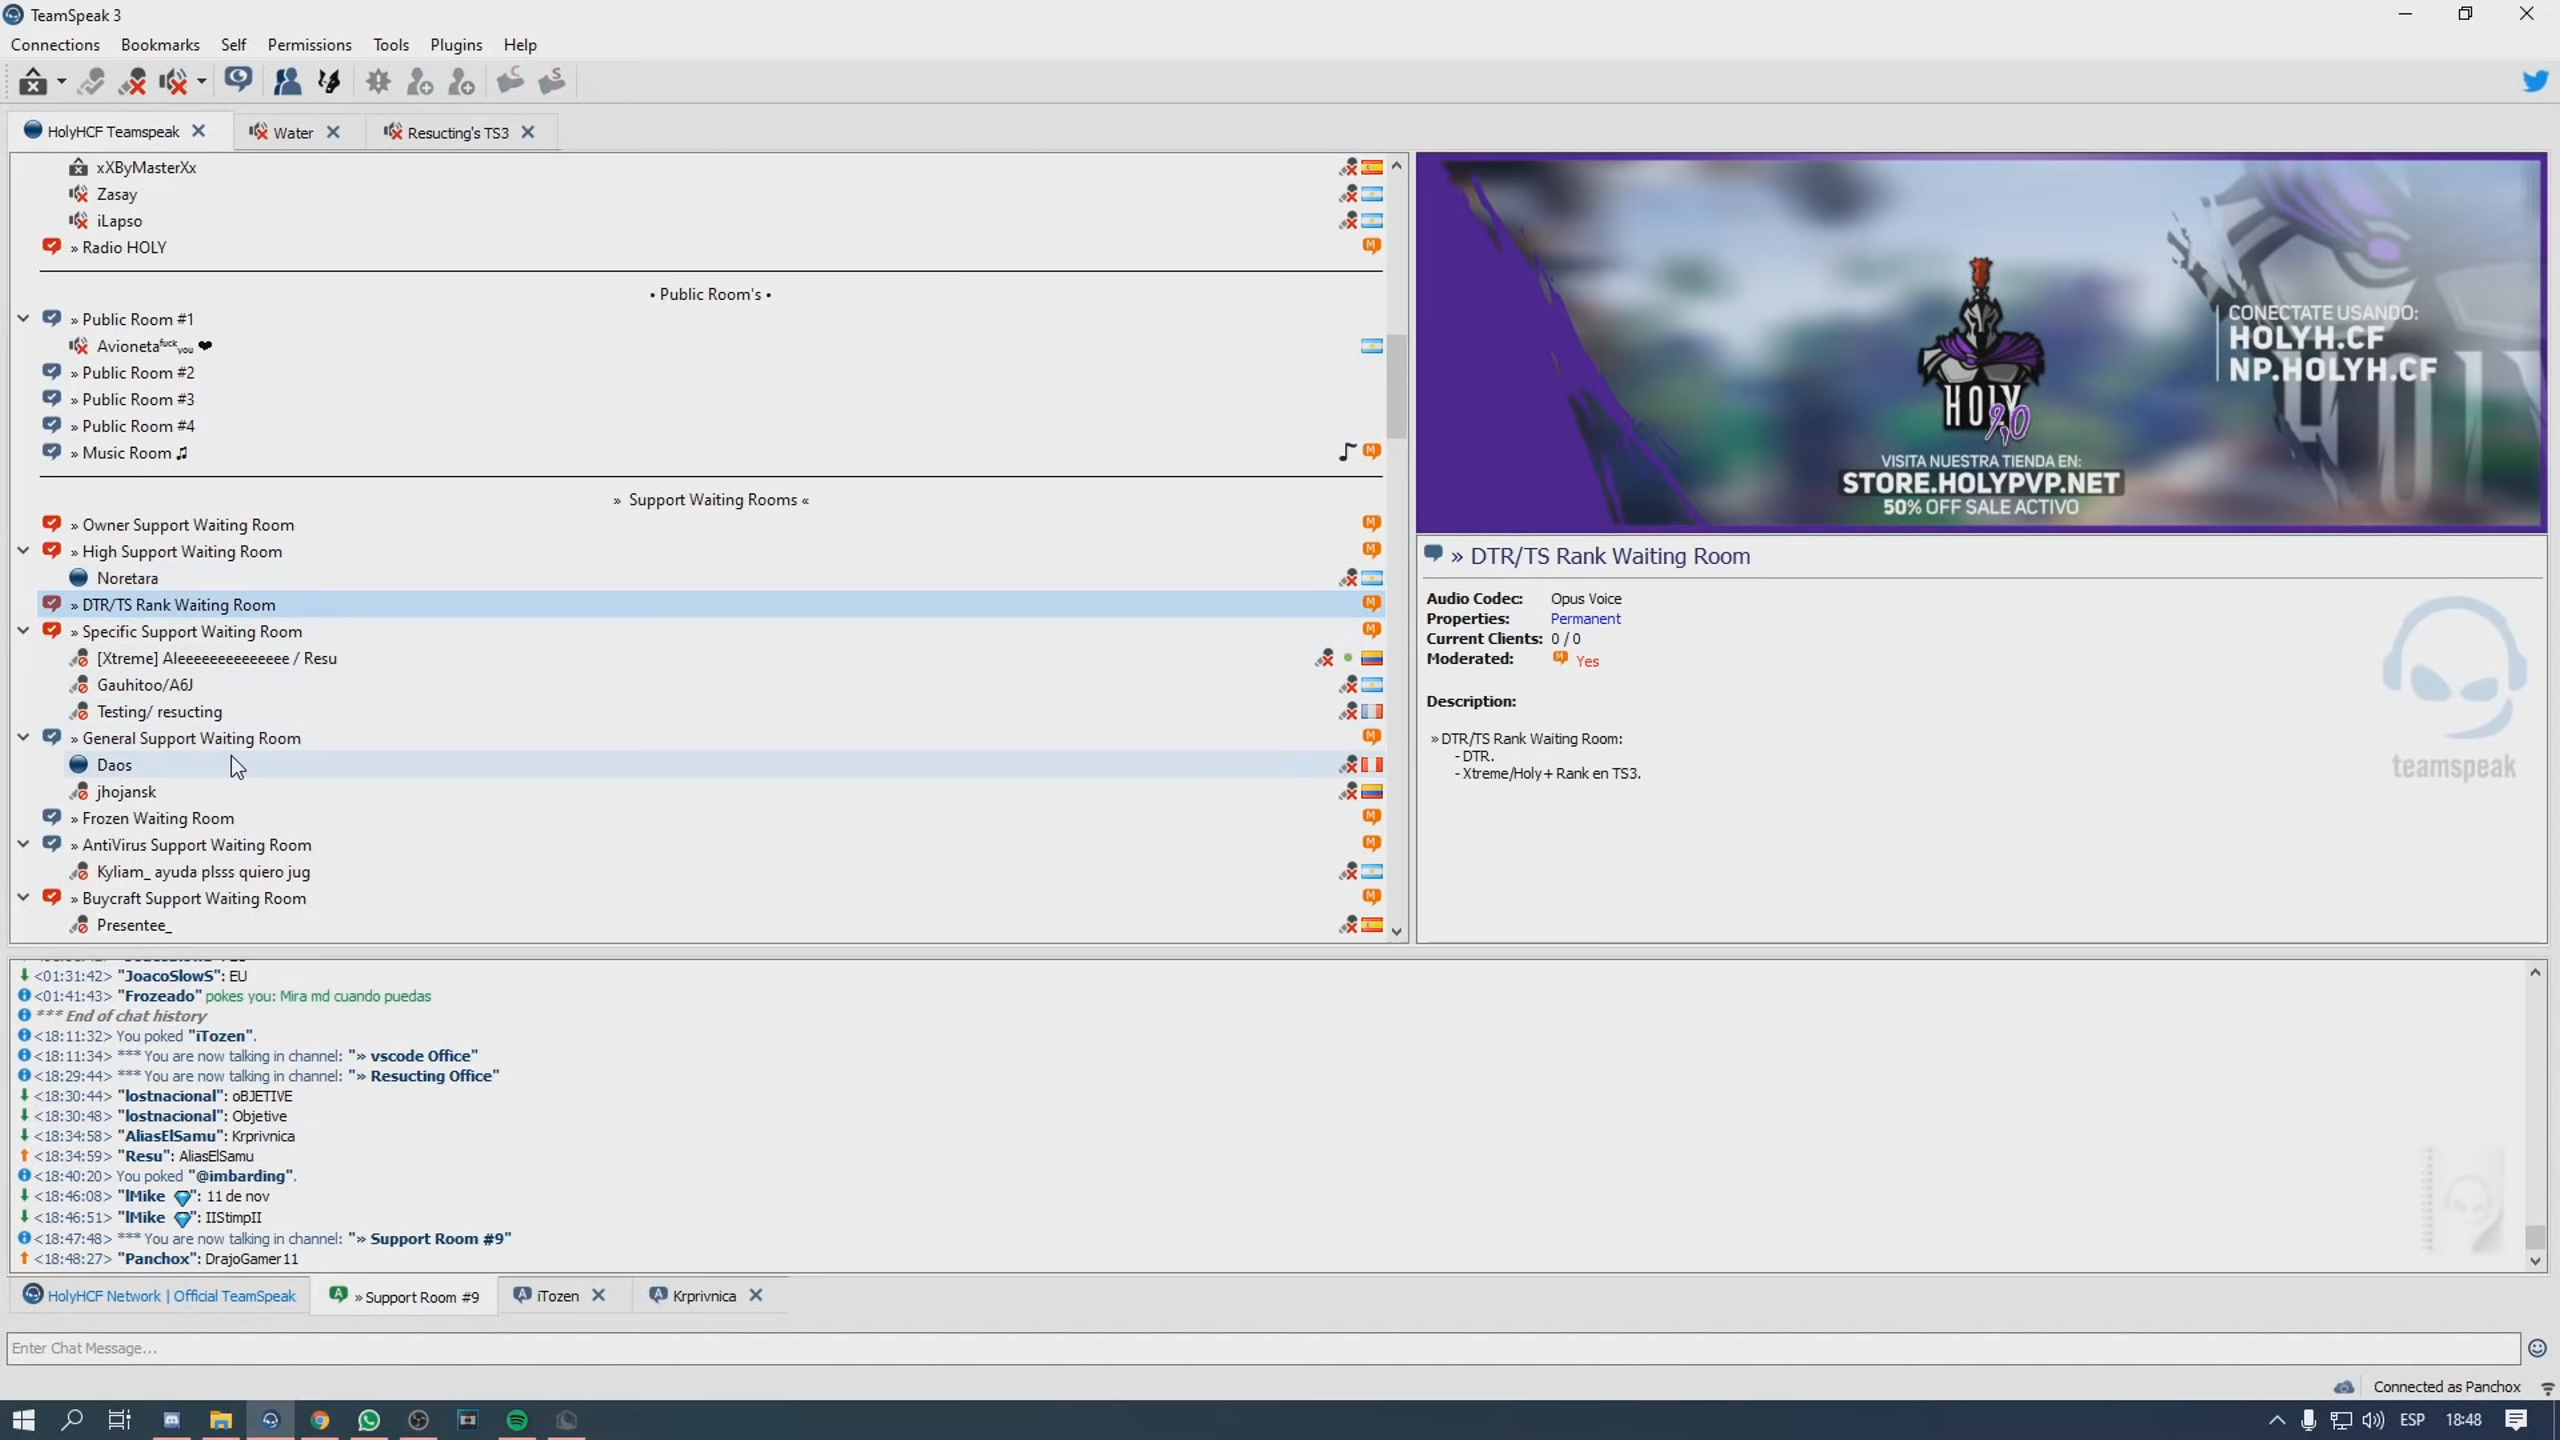 TeamSpeak 3
Connections Bookmarks Self Permissions Tools Plugins Help
HolyHCF Teamspeak
Water
Resucting's TS3
xXByMasterXx
Zasay
iLapso
» Radio HOLY
• Public Room's •
» Public Room #1
Avionetaᶠᵘᶜᵏyou ❤
» Public Room #2
» Public Room #3
» Public Room #4
» Music Room ♫
» Support Waiting Rooms «
» Owner Support Waiting Room
» High Support Waiting Room
Noretara
» DTR/TS Rank Waiting Room
» Specific Support Waiting Room
[Xtreme] Aleeeeeeeeeeeeee / Resu
Gauhitoo/A6J
Testing/ resucting
» General Support Waiting Room
Daos
jhojansk
» Frozen Waiting Room
» AntiVirus Support Waiting Room
Kyliam_ ayuda plsss quiero jug
» Buycraft Support Waiting Room
Presentee_
CONECTATE USANDO:
HOLYH.CF
NP.HOLYH.CF
HOLY
VISITA NUESTRA TIENDA EN:
STORE.HOLYPVP.NET
50% OFF SALE ACTIVO
» DTR/TS Rank Waiting Room
Audio Codec: Opus Voice
Properties: Permanent
Current Clients: 0 / 0
Moderated: Yes
Description:
» DTR/TS Rank Waiting Room:
- DTR.
- Xtreme/Holy+ Rank en TS3.
teamspeak
<01:31:42> "JoacoSlowS": EU
<01:41:43> "Frozeado" pokes you: Mira md cuando puedas
*** End of chat history
<18:11:32> You poked "iTozen".
<18:11:34> *** You are now talking in channel: "» vscode Office"
<18:29:44> *** You are now talking in channel: "» Resucting Office"
<18:30:44> "lostnacional": oBJETIVE
<18:30:48> "lostnacional": Objetive
<18:34:58> "AliasElSamu": Krprivnica
<18:34:59> "Resu": AliasElSamu
<18:40:20> You poked "@imbarding".
<18:46:08> "lMike 💎": 11 de nov
<18:46:51> "lMike 💎": IIStimpII
<18:47:48> *** You are now talking in channel: "» Support Room #9"
<18:48:27> "Panchox": DrajoGamer11
HolyHCF Network | Official TeamSpeak
» Support Room #9
iTozen
Krprivnica
Enter Chat Message...
Connected as Panchox
ESP
18:48